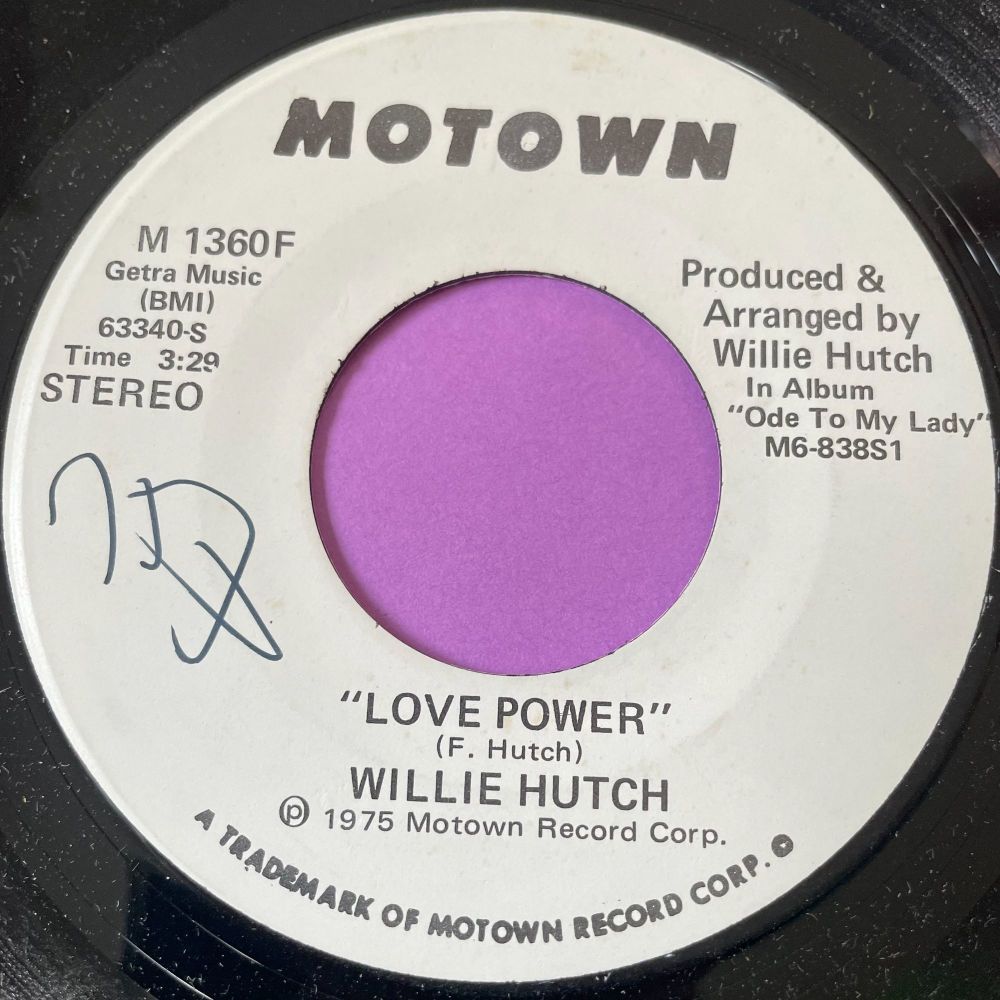 MOTOWN
M 1360F
Getra Music
(BMI)
63340-S
Time 3:29
STEREO
Produced &
Arranged by
Willie Hutch
In Album
"Ode To My Lady"
M6-838S1
"LOVE POWER"
(F. Hutch)
WILLIE HUTCH
℗ 1975 Motown Record Corp.
A TRADEMARK OF MOTOWN RECORD CORP.